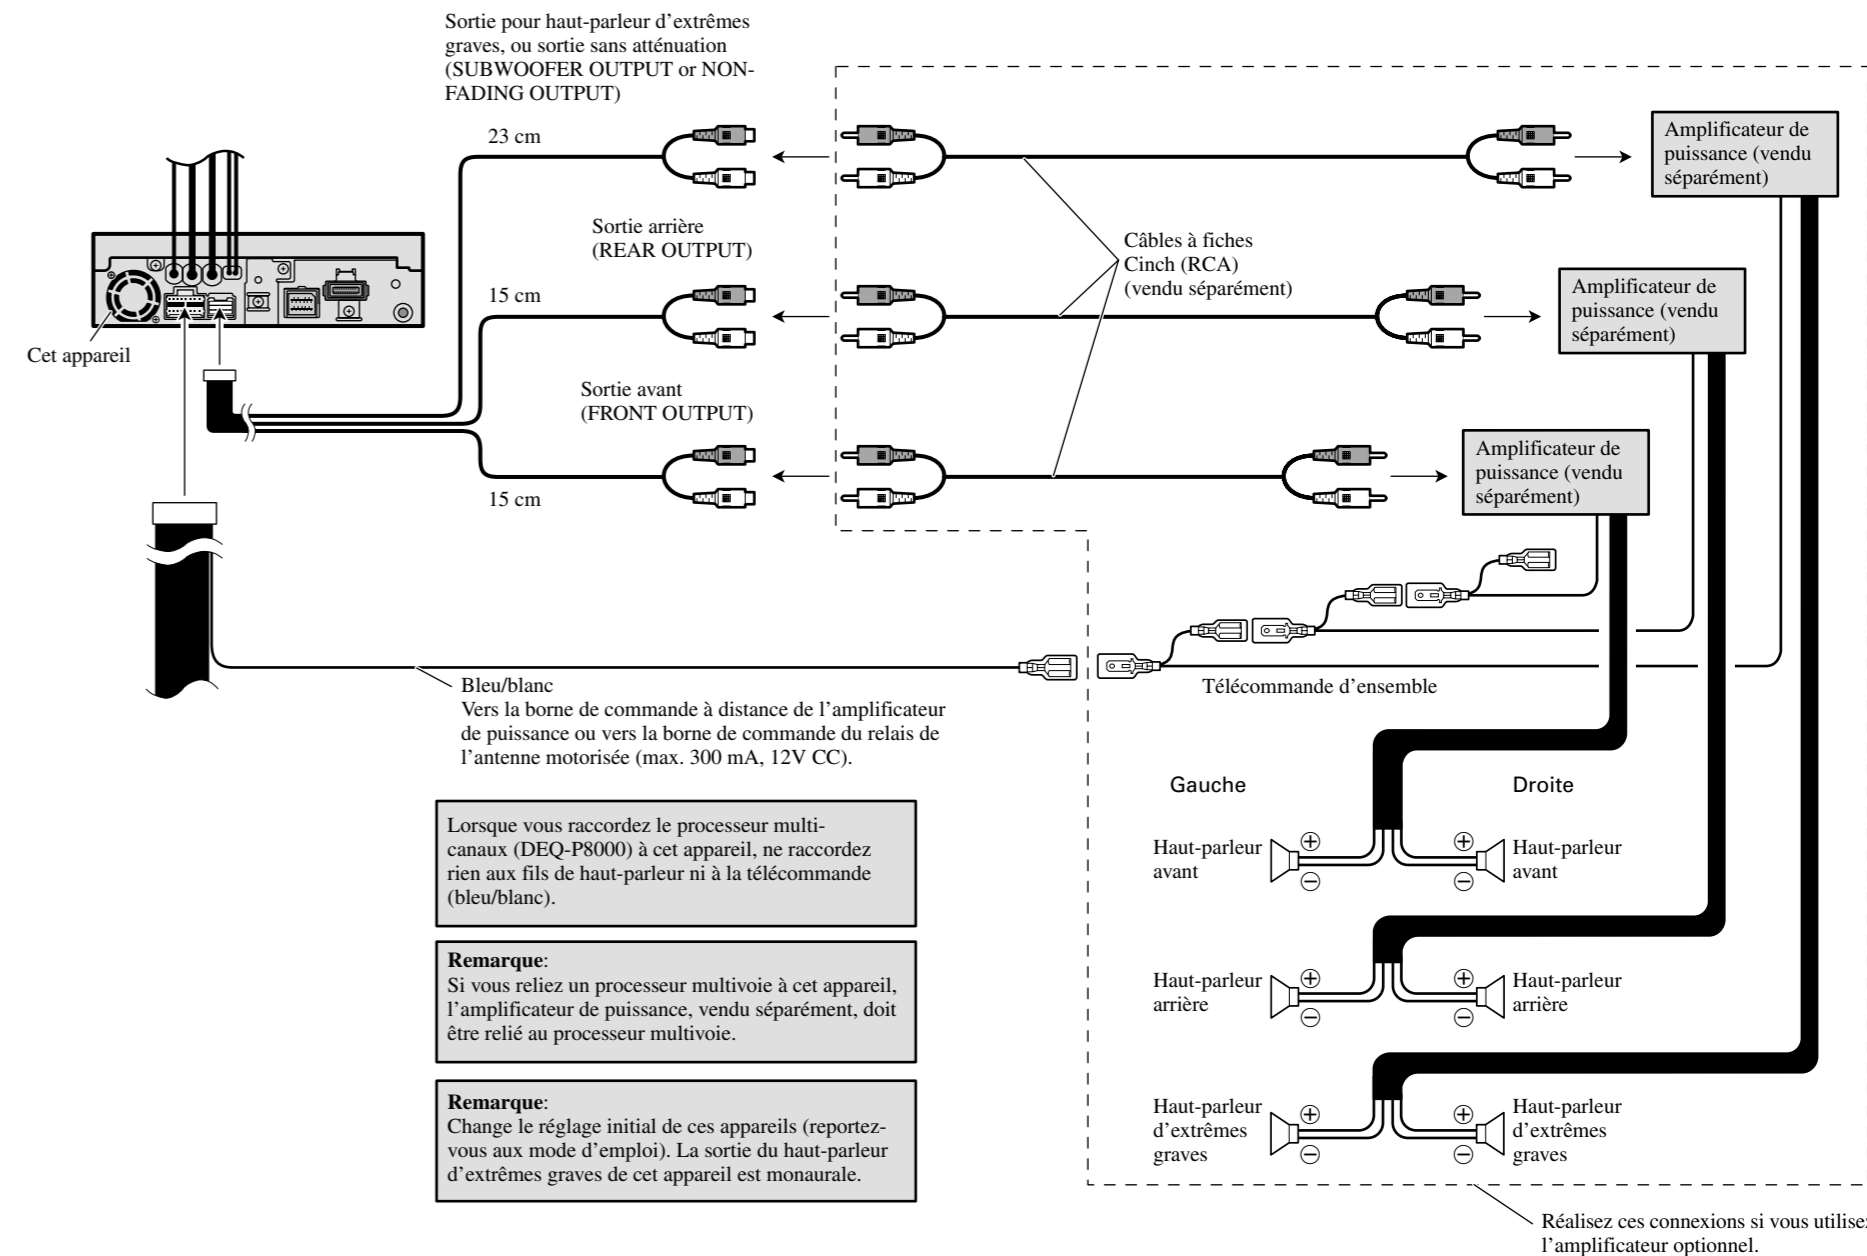 Sortie pour haut-parleur d’extrêmes
graves, ou sortie sans atténuation
(SUBWOOFER OUTPUT or NON-
FADING OUTPUT)
23 cm
Amplificateur de
puissance (vendu
séparément)
Sortie arrière
(REAR OUTPUT)
Câbles à fiches
Cinch (RCA)
(vendu séparément)
15 cm
Amplificateur de
puissance (vendu
séparément)
Cet appareil
Sortie avant
(FRONT OUTPUT)
15 cm
Amplificateur de
puissance (vendu
séparément)
Bleu/blanc
Vers la borne de commande à distance de l’amplificateur
de puissance ou vers la borne de commande du relais de
l’antenne motorisée (max. 300 mA, 12V CC).
Télécommande d’ensemble
Lorsque vous raccordez le processeur multi-
canaux (DEQ-P8000) à cet appareil, ne raccordez
rien aux fils de haut-parleur ni à la télécommande
(bleu/blanc).
Remarque:
Si vous reliez un processeur multivoie à cet appareil,
l’amplificateur de puissance, vendu séparément, doit
être relié au processeur multivoie.
Remarque:
Change le réglage initial de ces appareils (reportez-
vous aux mode d’emploi). La sortie du haut-parleur
d’extrêmes graves de cet appareil est monaurale.
Gauche
Droite
Haut-parleur
avant
+
−
+
−
Haut-parleur
avant
Haut-parleur
arrière
+
−
+
−
Haut-parleur
arrière
Haut-parleur
d’extrêmes
graves
+
−
+
−
Haut-parleur
d’extrêmes
graves
Réalisez ces connexions si vous utilisez
l’amplificateur optionnel.